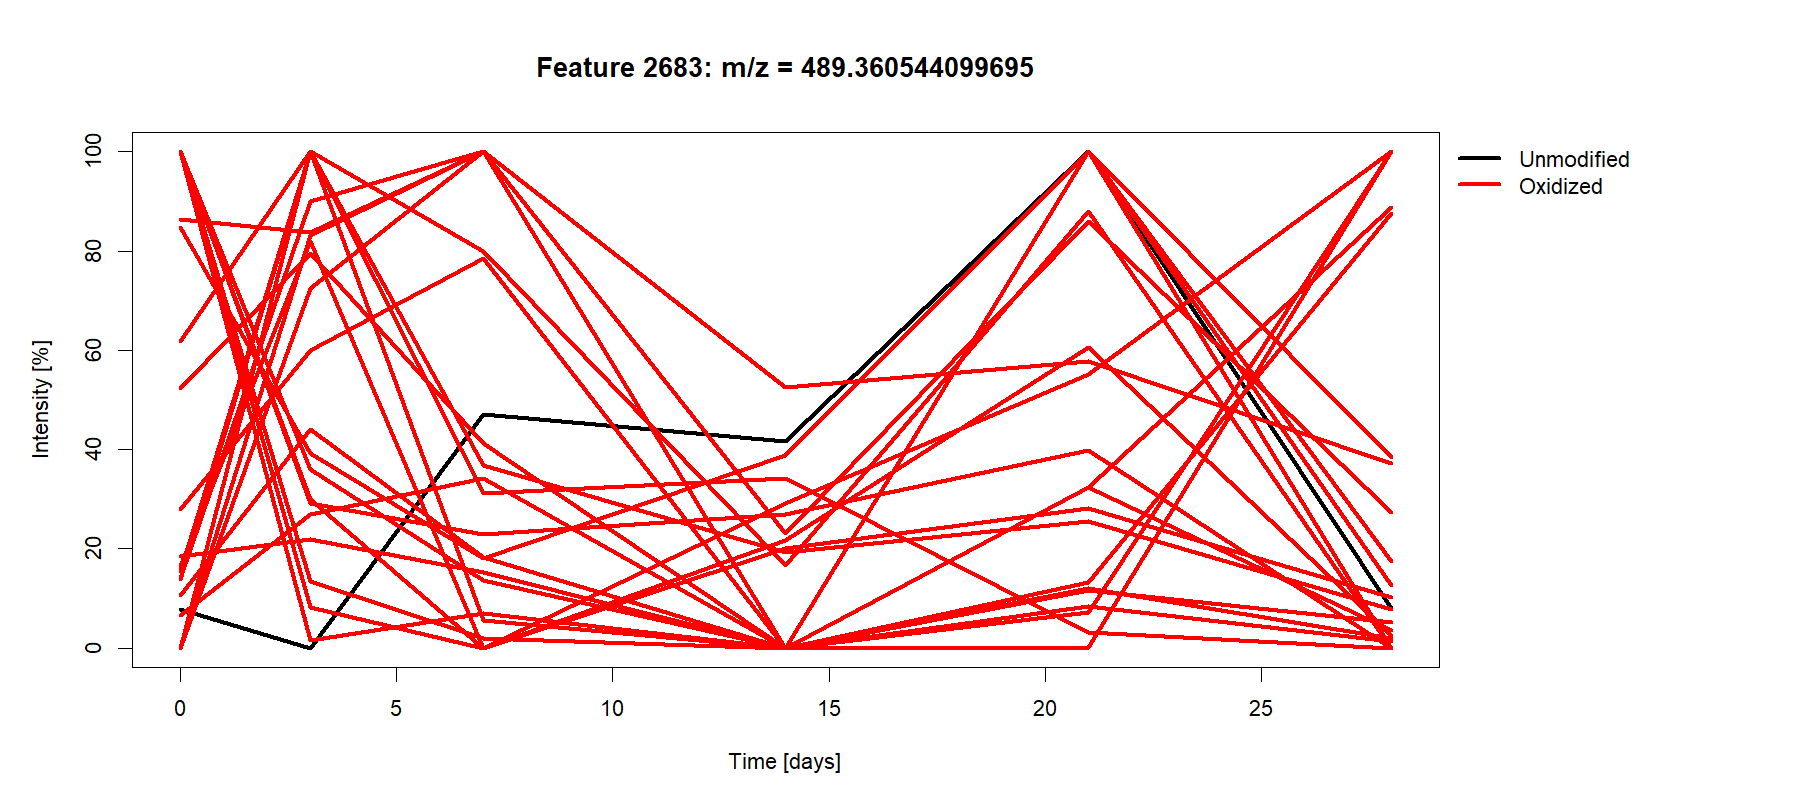 Feature 2683: m/z = 489.360544099695
Unmodified
Oxidized
Intensity [%]
100
80
60
40
20
0
0 5 10 15 20 25
Time [days]